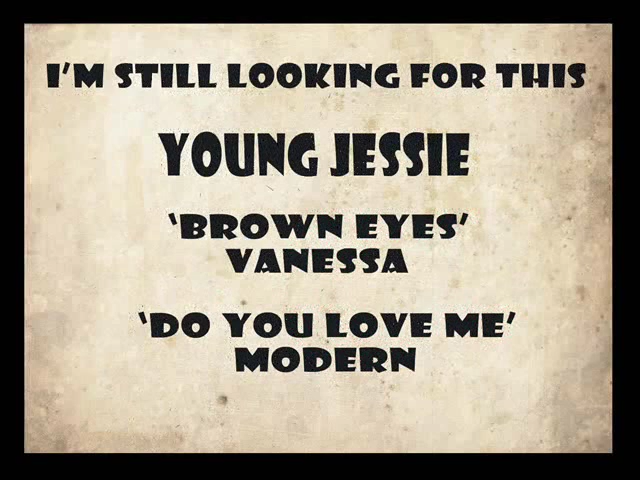 I'M STILL LOOKING FOR THIS
YOUNG JESSIE
'BROWN EYES'
VANESSA
'DO YOU LOVE ME'
MODERN